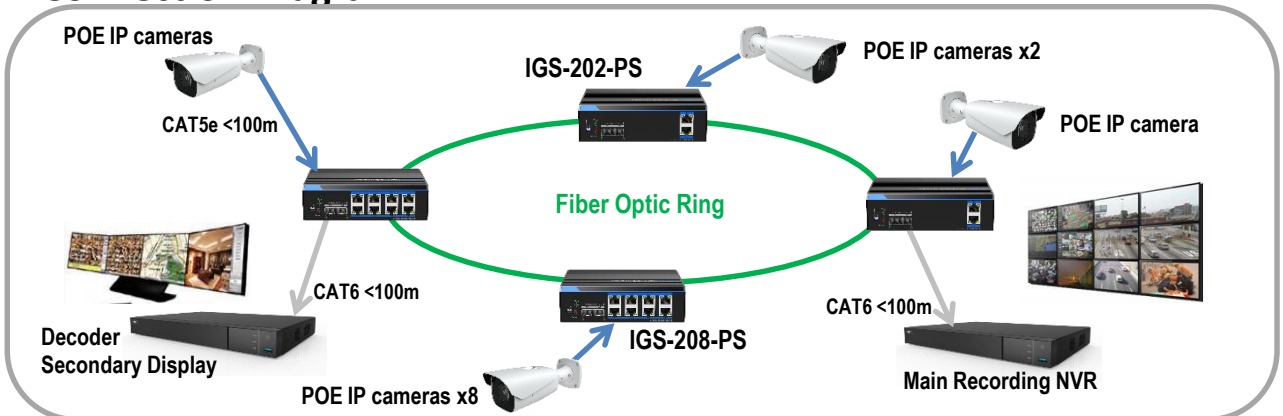 POE IP cameras
IGS-202-PS
POE IP cameras x2
CAT5e <100m
POE IP camera
Fiber Optic Ring
CAT6 <100m
CAT6 <100m
Decoder
Secondary Display
IGS-208-PS
POE IP cameras x8
Main Recording NVR